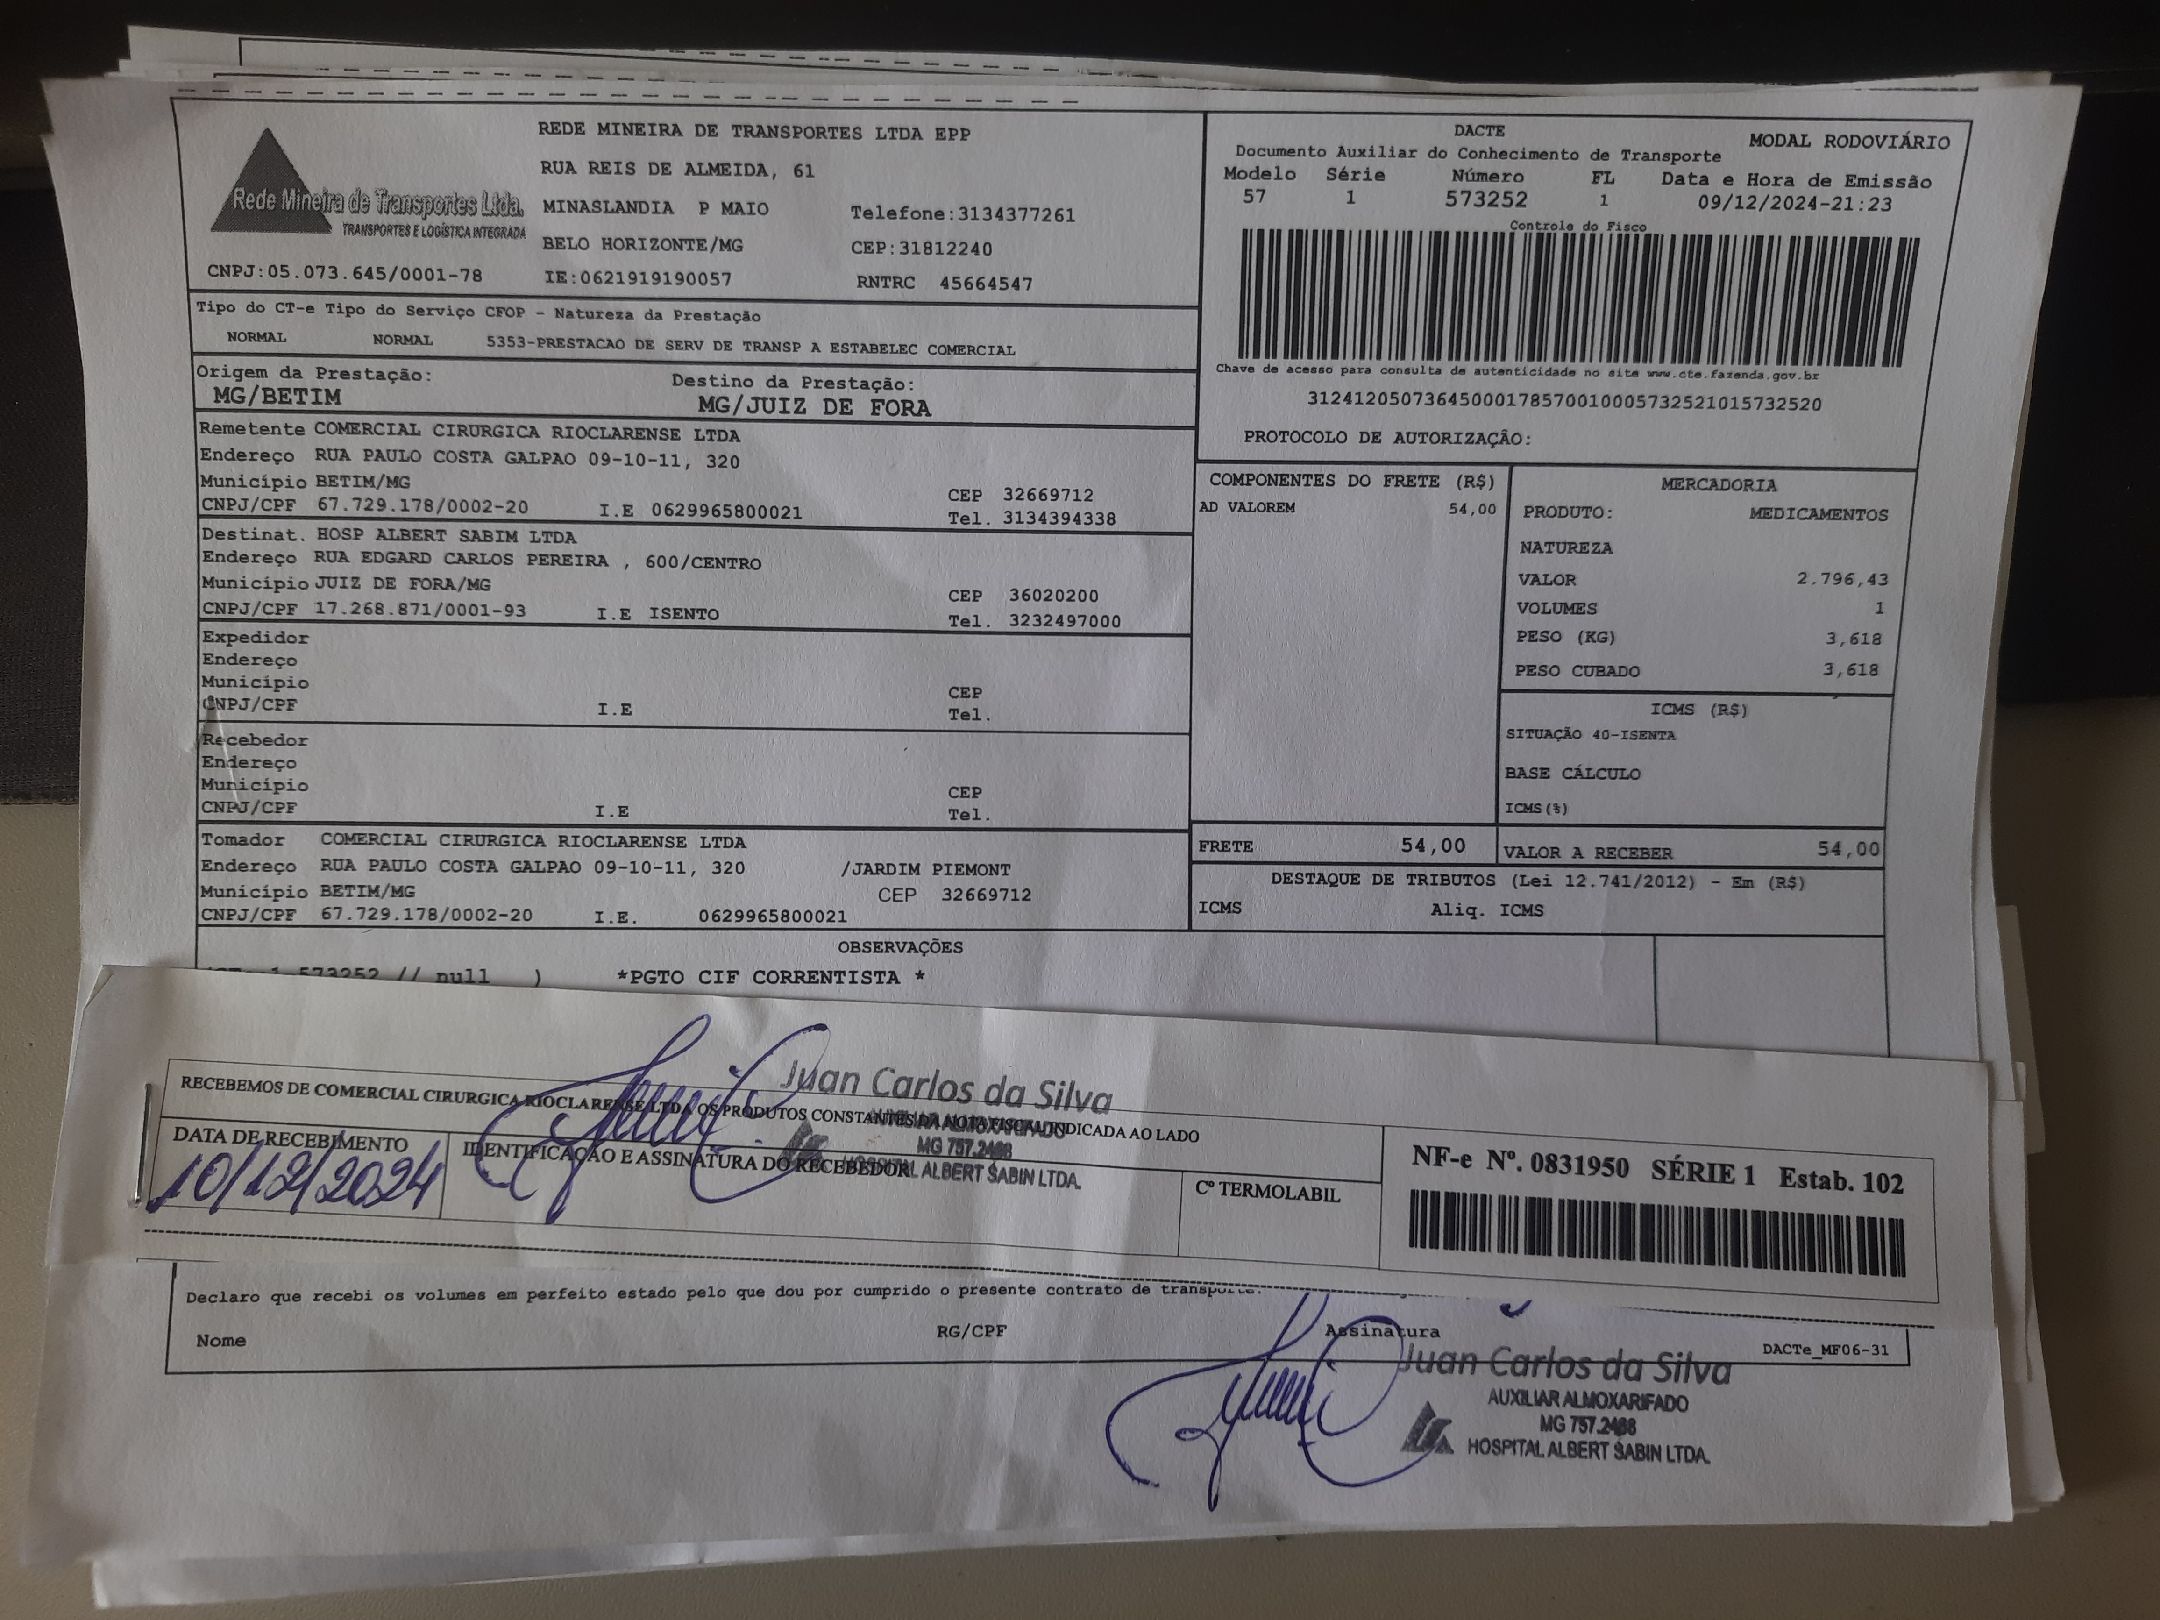 REDE MINEIRA DE TRANSPORTES LTDA EPP
RUA REIS DE ALMEIDA, 61
Rede Mineira de Transportes Ltda.
TRANSPORTES E LOGÍSTICA INTEGRADA
MINASLANDIA P MAIO Telefone:3134377261
BELO HORIZONTE/MG CEP:31812240
CNPJ:05.073.645/0001-78 IE:0621919190057 RNTRC 45664547
DACTE MODAL RODOVIÁRIO
Documento Auxiliar do Conhecimento de Transporte
Modelo Série Número FL Data e Hora de Emissão
57 1 573252 1 09/12/2024-21:23
Controle do Fisco
Chave de acesso para consulta de autenticidade no site www.cte.fazenda.gov.br
31241205073645000178570010005732521015732520
PROTOCOLO DE AUTORIZAÇÃO:
Tipo do CT-e Tipo do Serviço CFOP - Natureza da Prestação
NORMAL NORMAL 5353-PRESTACAO DE SERV DE TRANSP A ESTABELEC COMERCIAL
Origem da Prestação: Destino da Prestação:
MG/BETIM MG/JUIZ DE FORA
Remetente COMERCIAL CIRURGICA RIOCLARENSE LTDA
Endereço RUA PAULO COSTA GALPAO 09-10-11, 320
Município BETIM/MG CEP 32669712
CNPJ/CPF 67.729.178/0002-20 I.E 0629965800021 Tel. 3134394338
Destinat. HOSP ALBERT SABIM LTDA
Endereço RUA EDGARD CARLOS PEREIRA , 600/CENTRO
Município JUIZ DE FORA/MG CEP 36020200
CNPJ/CPF 17.268.871/0001-93 I.E ISENTO Tel. 3232497000
Expedidor
Endereço
Município CEP
CNPJ/CPF I.E Tel.
Recebedor
Endereço
Município CEP
CNPJ/CPF I.E Tel.
Tomador COMERCIAL CIRURGICA RIOCLARENSE LTDA
Endereço RUA PAULO COSTA GALPAO 09-10-11, 320 /JARDIM PIEMONT
Município BETIM/MG CEP 32669712
CNPJ/CPF 67.729.178/0002-20 I.E. 0629965800021
COMPONENTES DO FRETE (R$)
AD VALOREM 54,00
MERCADORIA
PRODUTO: MEDICAMENTOS
NATUREZA
VALOR 2.796,43
VOLUMES 1
PESO (KG) 3,618
PESO CUBADO 3,618
ICMS (R$)
SITUAÇÃO 40-ISENTA
BASE CÁLCULO
ICMS(%)
FRETE 54,00 VALOR A RECEBER 54,00
DESTAQUE DE TRIBUTOS (Lei 12.741/2012) - Em (R$)
ICMS Aliq. ICMS
OBSERVAÇÕES
1 573252 // null ) *PGTO CIF CORRENTISTA *
Juan Carlos da Silva
AUXILIAR ALMOXARIFADO
MG 757.2468
HOSPITAL ALBERT SABIN LTDA.
RECEBEMOS DE COMERCIAL CIRURGICA RIOCLARENSE LTDA OS PRODUTOS CONSTANTES DA NOTA FISCAL INDICADA AO LADO
DATA DE RECEBIMENTO IDENTIFICAÇÃO E ASSINATURA DO RECEBEDOR
10/12/2024
Cº TERMOLABIL
NF-e Nº. 0831950 SÉRIE 1 Estab. 102
Declaro que recebi os volumes em perfeito estado pelo que dou por cumprido o presente contrato de transporte.
Nome RG/CPF Assinatura DACTe_MF06-31
Juan Carlos da Silva
AUXILIAR ALMOXARIFADO
MG 757.2468
HOSPITAL ALBERT SABIN LTDA.